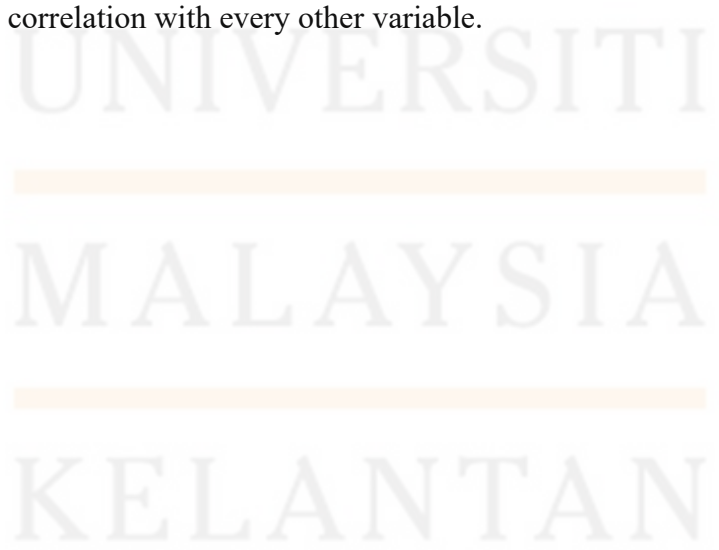 correlation with every other variable.
UNIVERSITI
MALAYSIA
KELANTAN